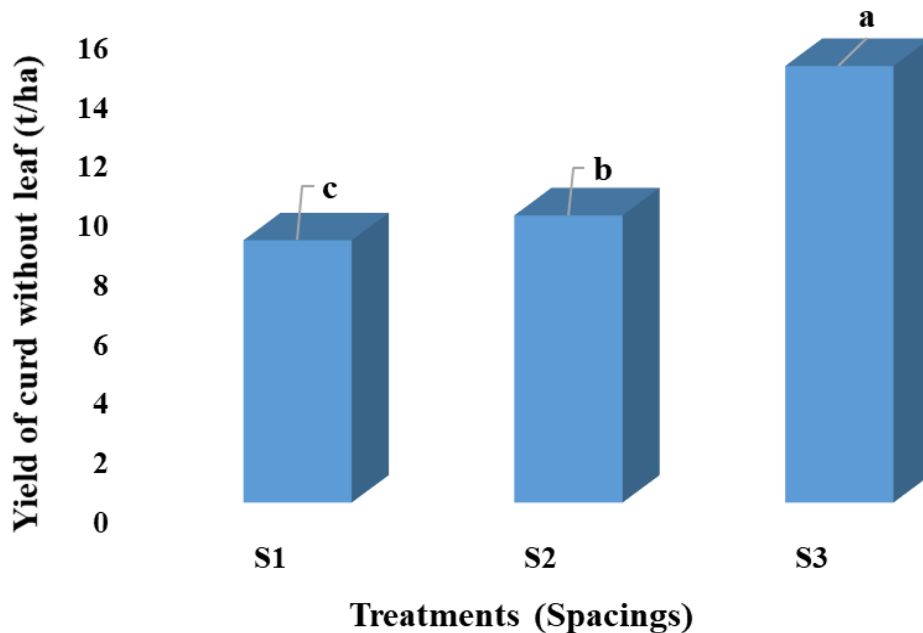 Yield of curd without leaf (t/ha)
16
14
12
10
8
6
4
2
0
c
b
a
S1
S2
S3
Treatments (Spacings)